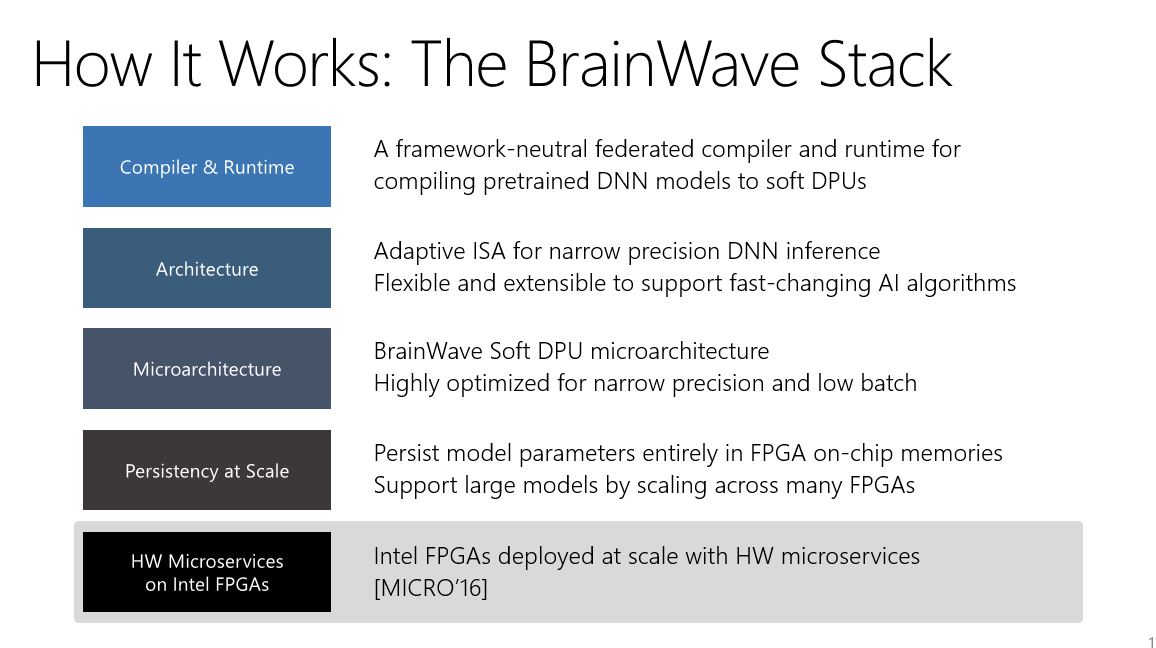 How It Works: The BrainWave Stack
Compiler & Runtime
A framework-neutral federated compiler and runtime for
compiling pretrained DNN models to soft DPUs
Architecture
Adaptive ISA for narrow precision DNN inference
Flexible and extensible to support fast-changing AI algorithms
Microarchitecture
BrainWave Soft DPU microarchitecture
Highly optimized for narrow precision and low batch
Persistency at Scale
Persist model parameters entirely in FPGA on-chip memories
Support large models by scaling across many FPGAs
HW Microservices
on Intel FPGAs
Intel FPGAs deployed at scale with HW microservices
[MICRO’16]
1